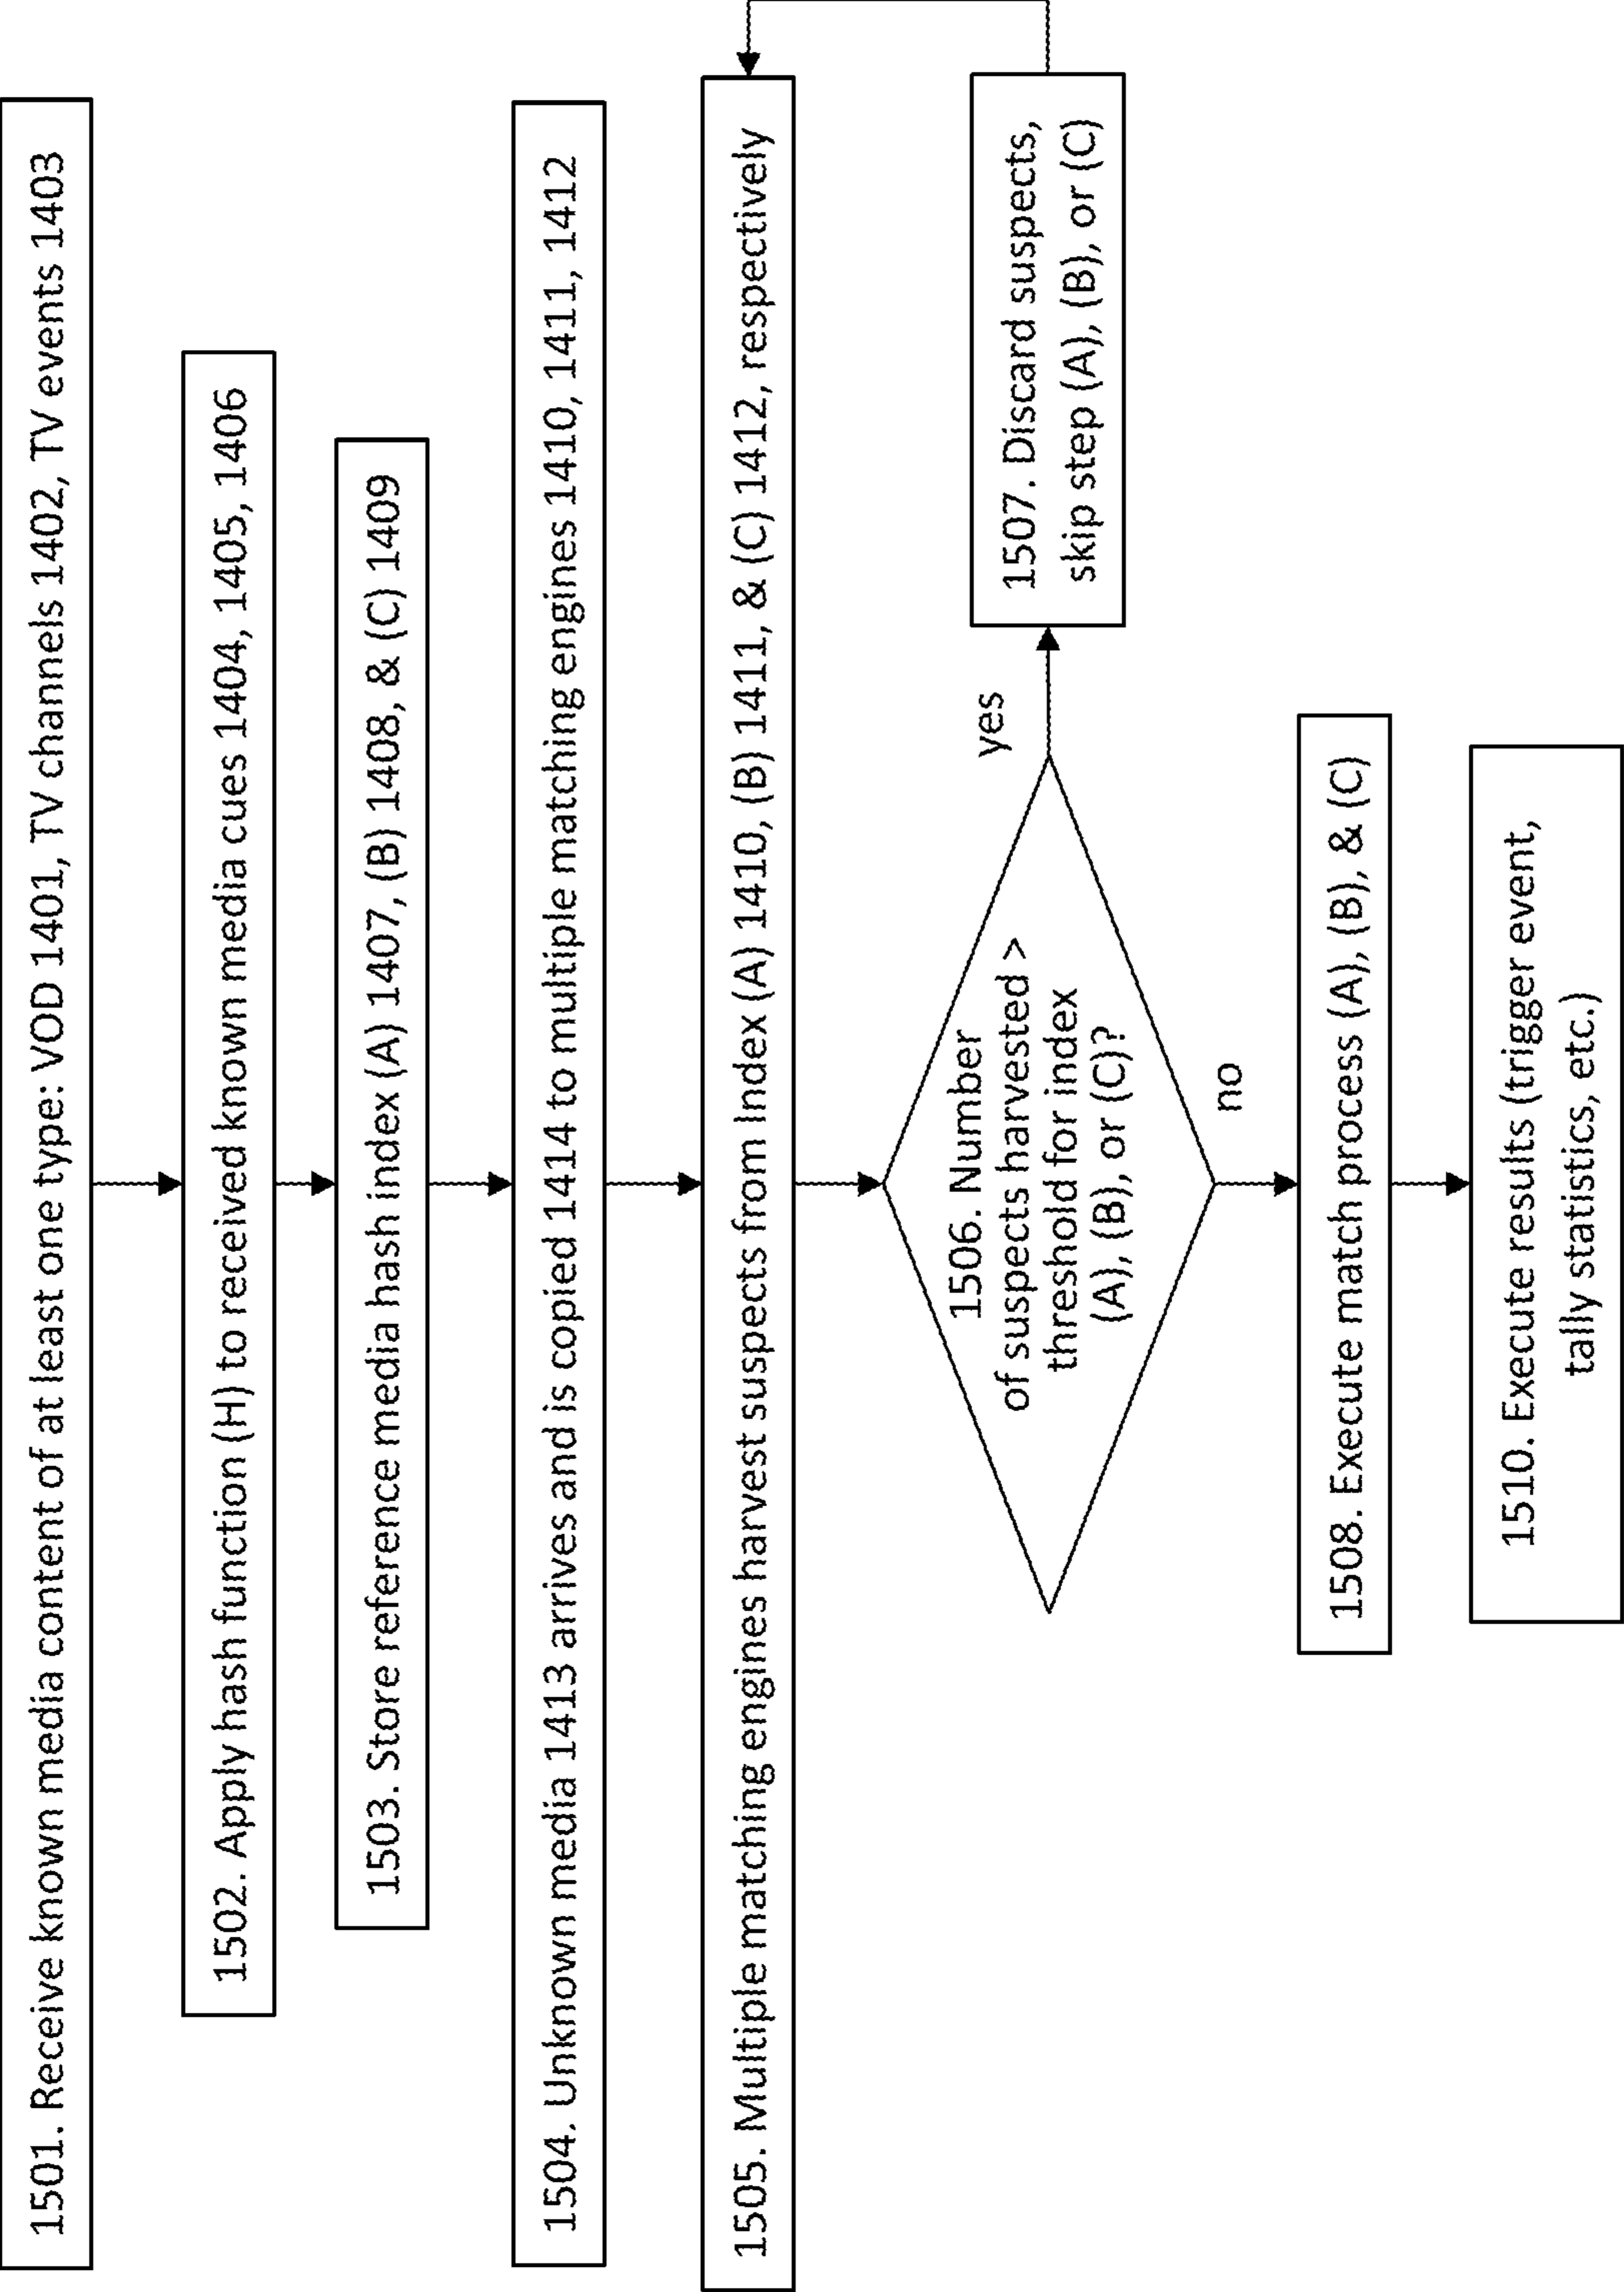 1501. Receive known media content of at least one type: VOD 1401, TV channels 1402, TV events 1403
1502. Apply hash function (H) to received known media cues 1404, 1405, 1406
1503. Store reference media hash index (A) 1407, (B) 1408, & (C) 1409
1504. Unknown media 1413 arrives and is copied 1414 to multiple matching engines 1410, 1411, 1412
1505. Multiple matching engines harvest suspects from Index (A) 1410, (B) 1411, & (C) 1412, respectively
1506. Number
of suspects harvested >
threshold for index
(A), (B), or (C)?
yes
1507. Discard suspects,
skip step (A), (B), or (C)
no
1508. Execute match process (A), (B), & (C)
1510. Execute results (trigger event,
tally statistics, etc.)